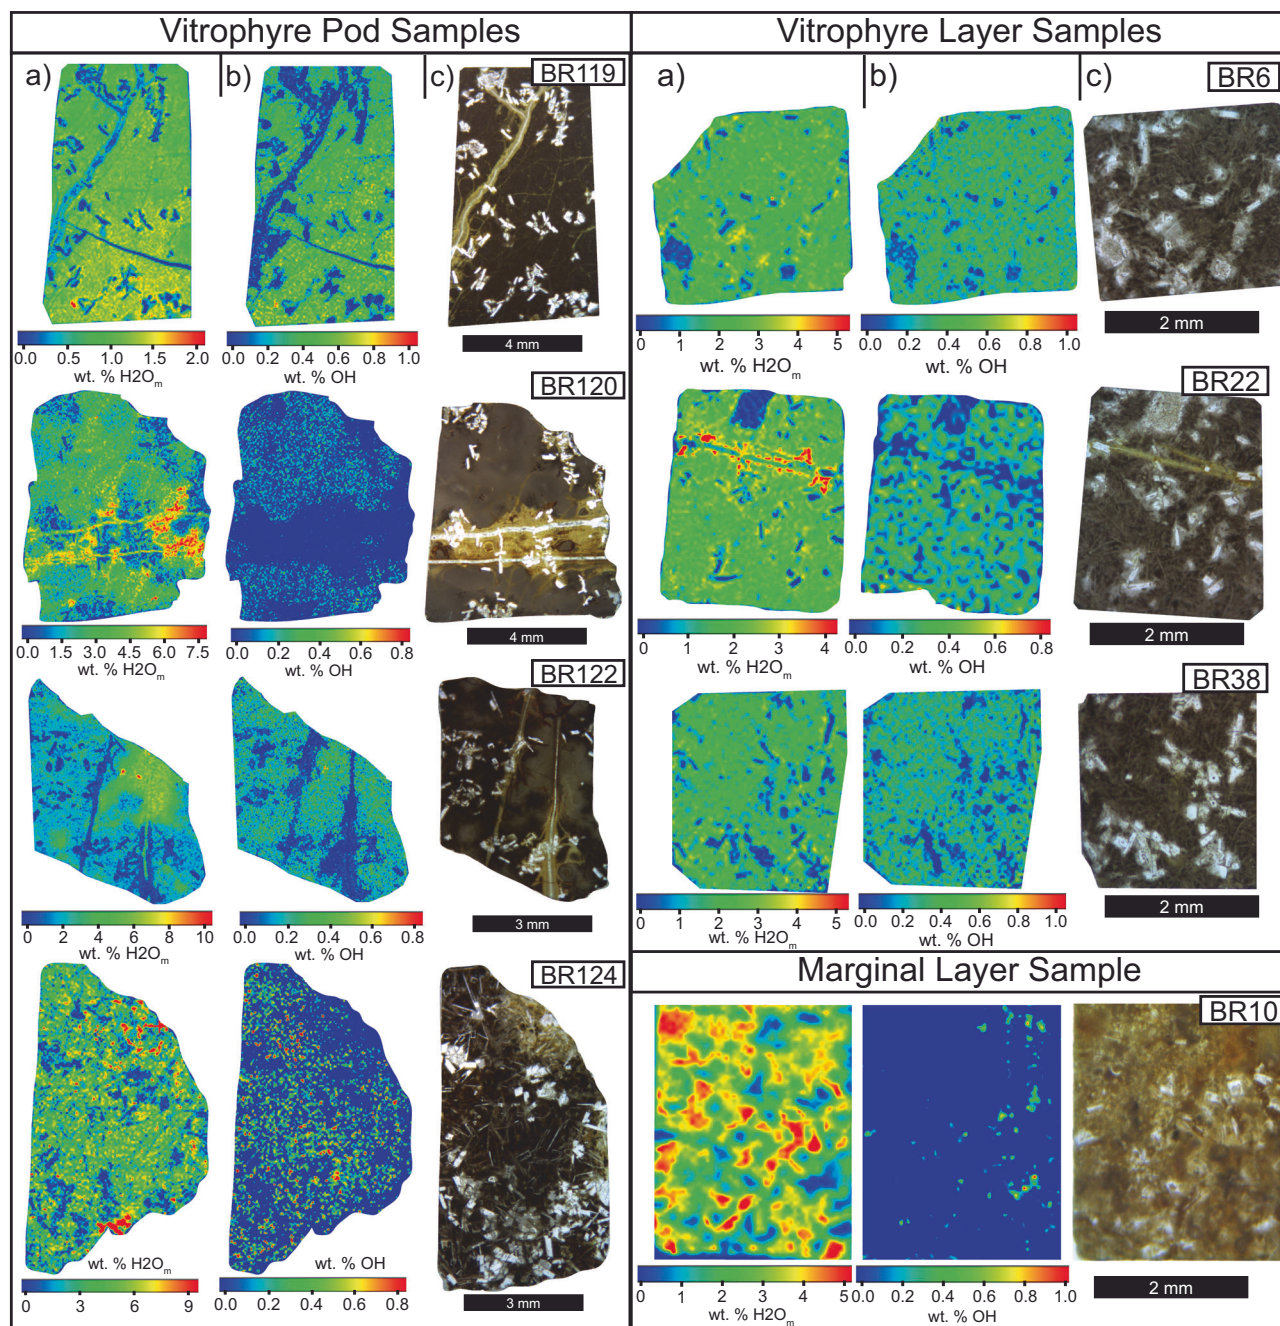 Vitrophyre Pod Samples
a)
b)
c)
BR119
0.0 0.5 1.0 1.5 2.0
wt. % H2Om
0.0 0.2 0.4 0.6 0.8 1.0
wt. % OH
4 mm
BR120
0.0 1.5 3.0 4.5 6.0 7.5
wt. % H2Om
0.0 0.2 0.4 0.6 0.8
wt. % OH
4 mm
BR122
0 2 4 6 8 10
wt. % H2Om
0.0 0.2 0.4 0.6 0.8
wt. % OH
3 mm
BR124
wt. % H2Om
0 3 6 9
wt. % OH
0.0 0.2 0.4 0.6 0.8
3 mm
Vitrophyre Layer Samples
a)
b)
c)
BR6
0 1 2 3 4 5
wt. % H2Om
0.0 0.2 0.4 0.6 0.8 1.0
wt. % OH
2 mm
BR22
0 1 2 3 4
wt. % H2Om
0.0 0.2 0.4 0.6 0.8
wt. % OH
2 mm
BR38
0 1 2 3 4 5
wt. % H2Om
0.0 0.2 0.4 0.6 0.8 1.0
wt. % OH
2 mm
Marginal Layer Sample
BR10
0 1 2 3 4 5
wt. % H2Om
0.0 0.2 0.4 0.6 0.8 1.0
wt. % OH
2 mm